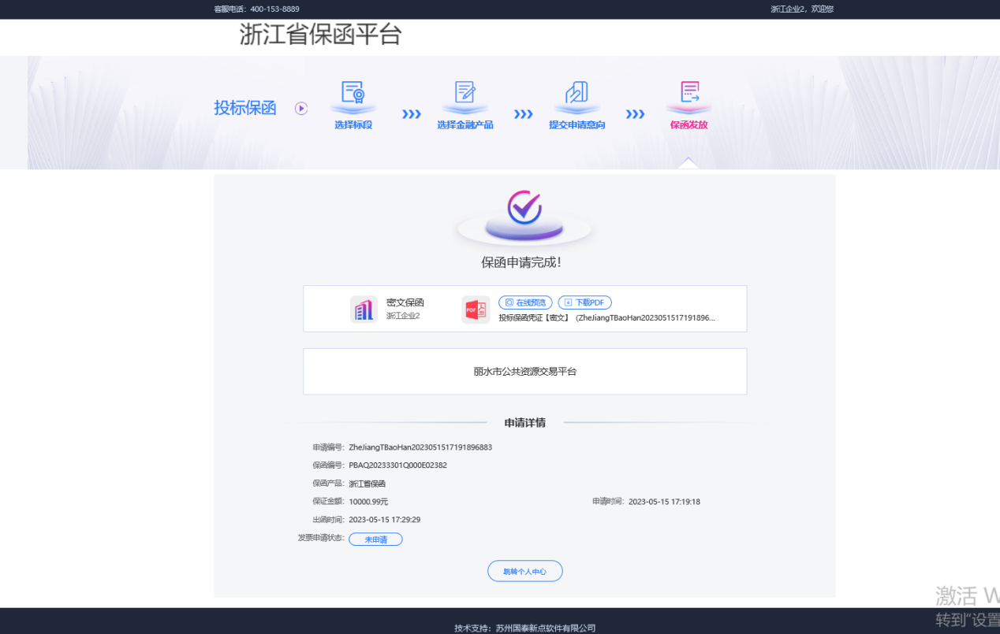 客服电话：400-153-8889
浙江企业2，欢迎您
浙江省保函平台
投标保函
选择标段
选择金融产品
提交申请意向
保函发放
保函申请完成！
密文保函
浙江企业2
在线预览
下载PDF
投标保函凭证【密文】（ZheJiangTBaoHan2023051517191896...
丽水市公共资源交易平台
申请详情
申请编号：ZheJiangTBaoHan2023051517191896883
保函编号：PBAQ20233301Q000E02382
保函产品：浙江省保函
保证金额：10000.99元
申请时间：2023-05-15 17:19:18
出函时间：2023-05-15 17:29:29
发票申请状态：未申请
跳转个人中心
激活 W
转到"设置
技术支持：苏州国泰新点软件有限公司